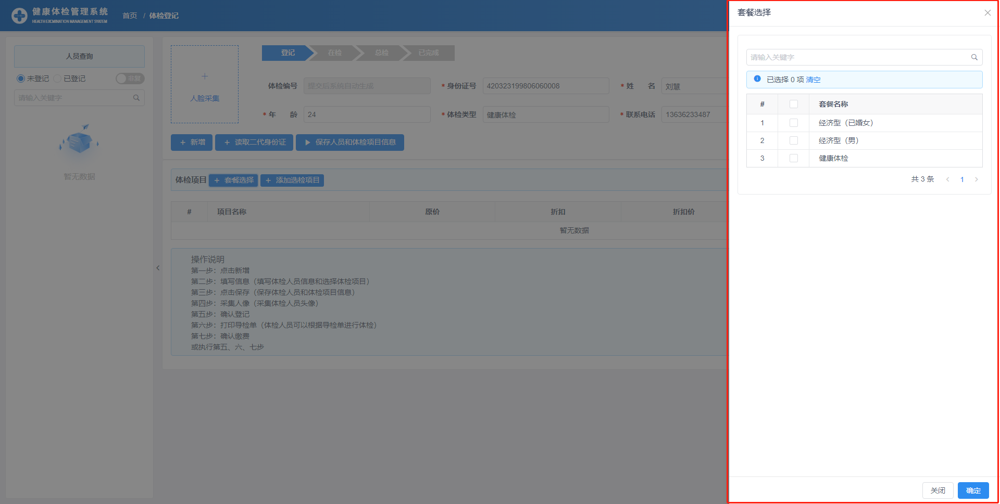 健康体检管理系统
HEALTH EXCMINATION MANAGEMENT SYATEM
首页 / 体检登记
人员查询
未登记 已登记 非复
请输入关键字
暂无数据
人脸采集
登记 在检 总检 已完成
体检编号 提交后系统自动生成 * 身份证号 420323199806060008 * 姓 名 刘慧
* 年 龄 24 * 体检类型 健康体检 * 联系电话 13636233487
+ 新增 + 读取二代身份证 保存人员和体检项目信息
体检项目 + 套餐选择 + 添加选检项目
# 项目名称 原价 折扣 折扣价
暂无数据
操作说明
第一步：点击新增
第二步：填写信息（填写体检人员信息和选择体检项目）
第三步：点击保存（保存体检人员和体检项目信息）
第四步：采集人像（采集体检人员头像）
第五步：确认登记
第六步：打印导检单（体检人员可以根据导检单进行体检）
第七步：确认缴费
或执行第五、六、七步
套餐选择
请输入关键字
已选择 0 项 清空
# 套餐名称
1 经济型（已婚女）
2 经济型（男）
3 健康体检
共 3 条 < 1 >
关闭 确定